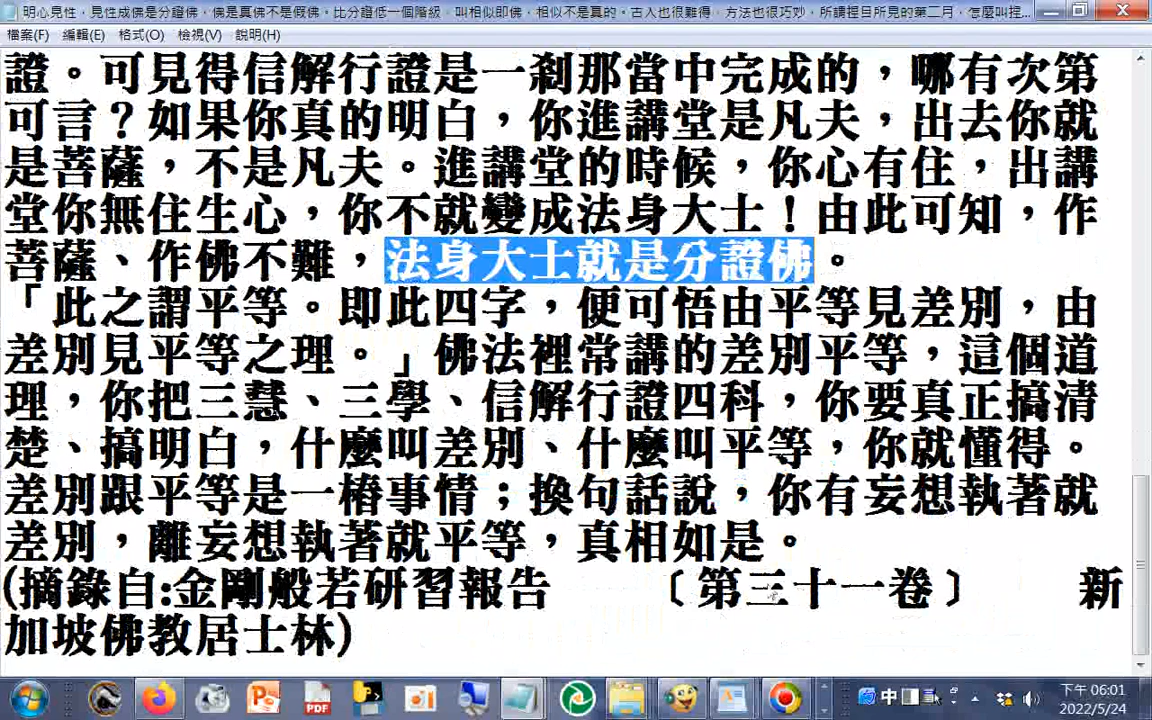 明心見性，見性成佛是分證佛，佛是真佛不是假佛。比分證低一個階級，叫相似即佛，相似不是真的。古人也很難得，方法也很巧妙，所謂捏目所見的第二月，怎麼叫捏...
檔案(F) 編輯(E) 格式(O) 檢視(V) 說明(H)
證。可見得信解行證是一剎那當中完成的，哪有次第
可言？如果你真的明白，你進講堂是凡夫，出去你就
是菩薩，不是凡夫。進講堂的時候，你心有住，出講
堂你無住生心，你不就變成法身大士！由此可知，作
菩薩、作佛不難，法身大士就是分證佛。
「此之謂平等。即此四字，便可悟由平等見差別，由
差別見平等之理。」佛法裡常講的差別平等，這個道
理，你把三慧、三學、信解行證四科，你要真正搞清
楚、搞明白，什麼叫差別、什麼叫平等，你就懂得。
差別跟平等是一樁事情；換句話說，你有妄想執著就
差別，離妄想執著就平等，真相如是。
(摘錄自:金剛般若研習報告 〔第三十一卷〕 新
加坡佛教居士林)
PDF
中
下午 06:01
2022/5/24